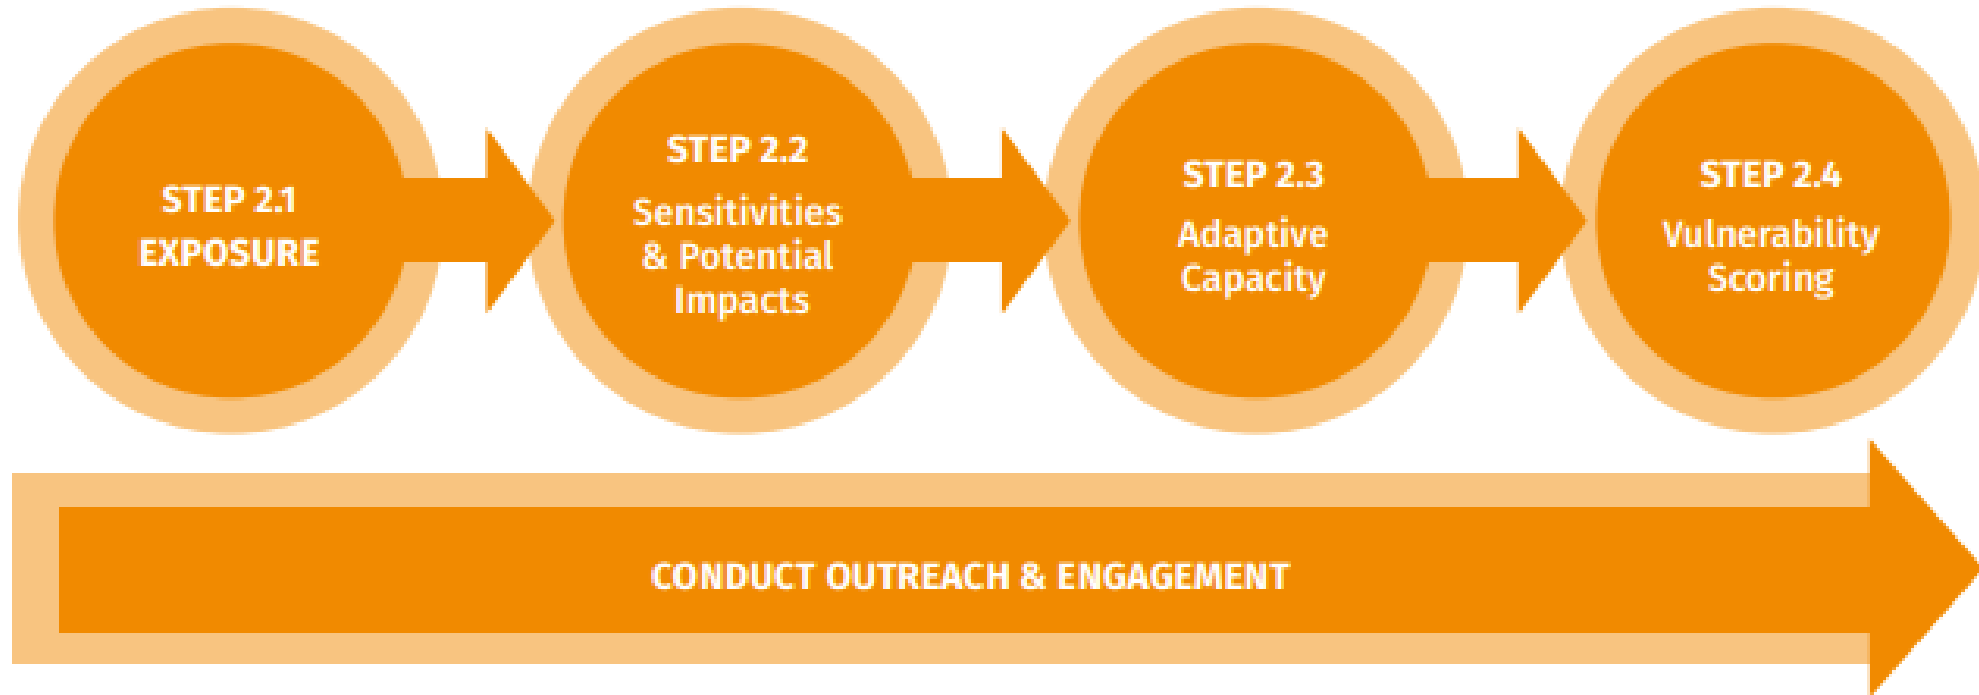 STEP 2.1
EXPOSURE
STEP 2.2
Sensitivities
& Potential
Impacts
STEP 2.3
Adaptive
Capacity
STEP 2.4
Vulnerability
Scoring
CONDUCT OUTREACH & ENGAGEMENT